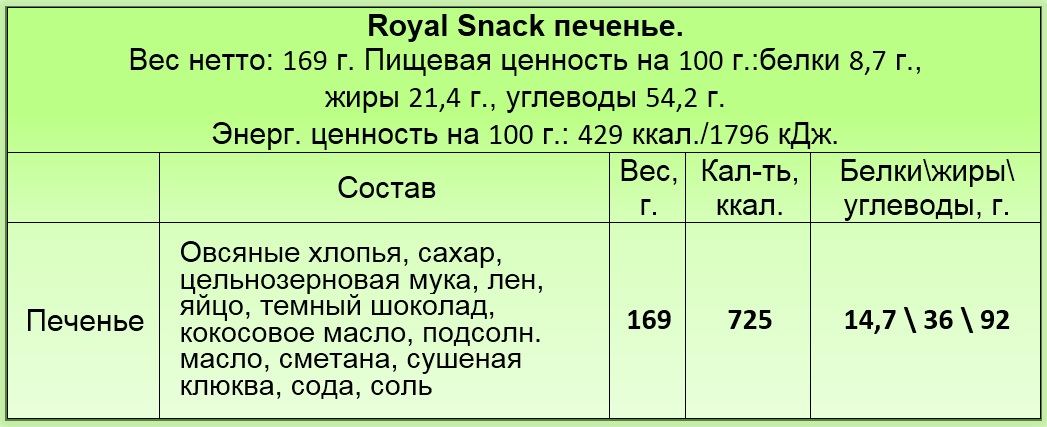 Royal Snack печенье.
Вес нетто: 169 г. Пищевая ценность на 100 г.:белки 8,7 г.,
жиры 21,4 г., углеводы 54,2 г.
Энерг. ценность на 100 г.: 429 ккал./1796 кДж.
Состав
Вес,
г.
Кал-ть,
ккал.
Белки\жиры\
углеводы, г.
Печенье
Овсяные хлопья, сахар,
цельнозерновая мука, лен,
яйцо, темный шоколад,
кокосовое масло, подсолн.
масло, сметана, сушеная
клюква, сода, соль
169
725
14,7 \ 36 \ 92